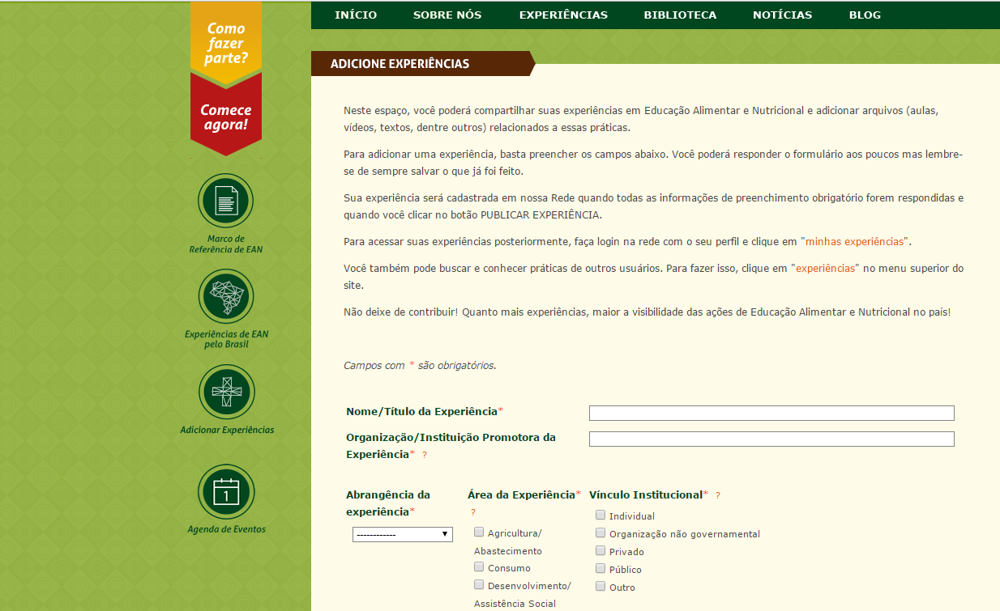 INÍCIO SOBRE NÓS EXPERIÊNCIAS BIBLIOTECA NOTÍCIAS BLOG
Como
fazer
parte?
Comece
agora!
Marco de
Referência de EAN
Experiências de EAN
pelo Brasil
Adicionar Experiências
1
Agenda de Eventos
ADICIONE EXPERIÊNCIAS
Neste espaço, você poderá compartilhar suas experiências em Educação Alimentar e Nutricional e adicionar arquivos (aulas,
vídeos, textos, dentre outros) relacionados a essas práticas.
Para adicionar uma experiência, basta preencher os campos abaixo. Você poderá responder o formulário aos poucos mas lembre-
se de sempre salvar o que já foi feito.
Sua experiência será cadastrada em nossa Rede quando todas as informações de preenchimento obrigatório forem respondidas e
quando você clicar no botão PUBLICAR EXPERIÊNCIA.
Para acessar suas experiências posteriormente, faça login na rede com o seu perfil e clique em "minhas experiências".
Você também pode buscar e conhecer práticas de outros usuários. Para fazer isso, clique em "experiências" no menu superior do
site.
Não deixe de contribuir! Quanto mais experiências, maior a visibilidade das ações de Educação Alimentar e Nutricional no país!
Campos com * são obrigatórios.
Nome/Título da Experiência*
Organização/Instituição Promotora da
Experiência* ?
Abrangência da
experiência*
------------
Área da Experiência*
?
Agricultura/
Abastecimento
Consumo
Desenvolvimento/
Assistência Social
Vínculo Institucional* ?
Individual
Organização não governamental
Privado
Público
Outro